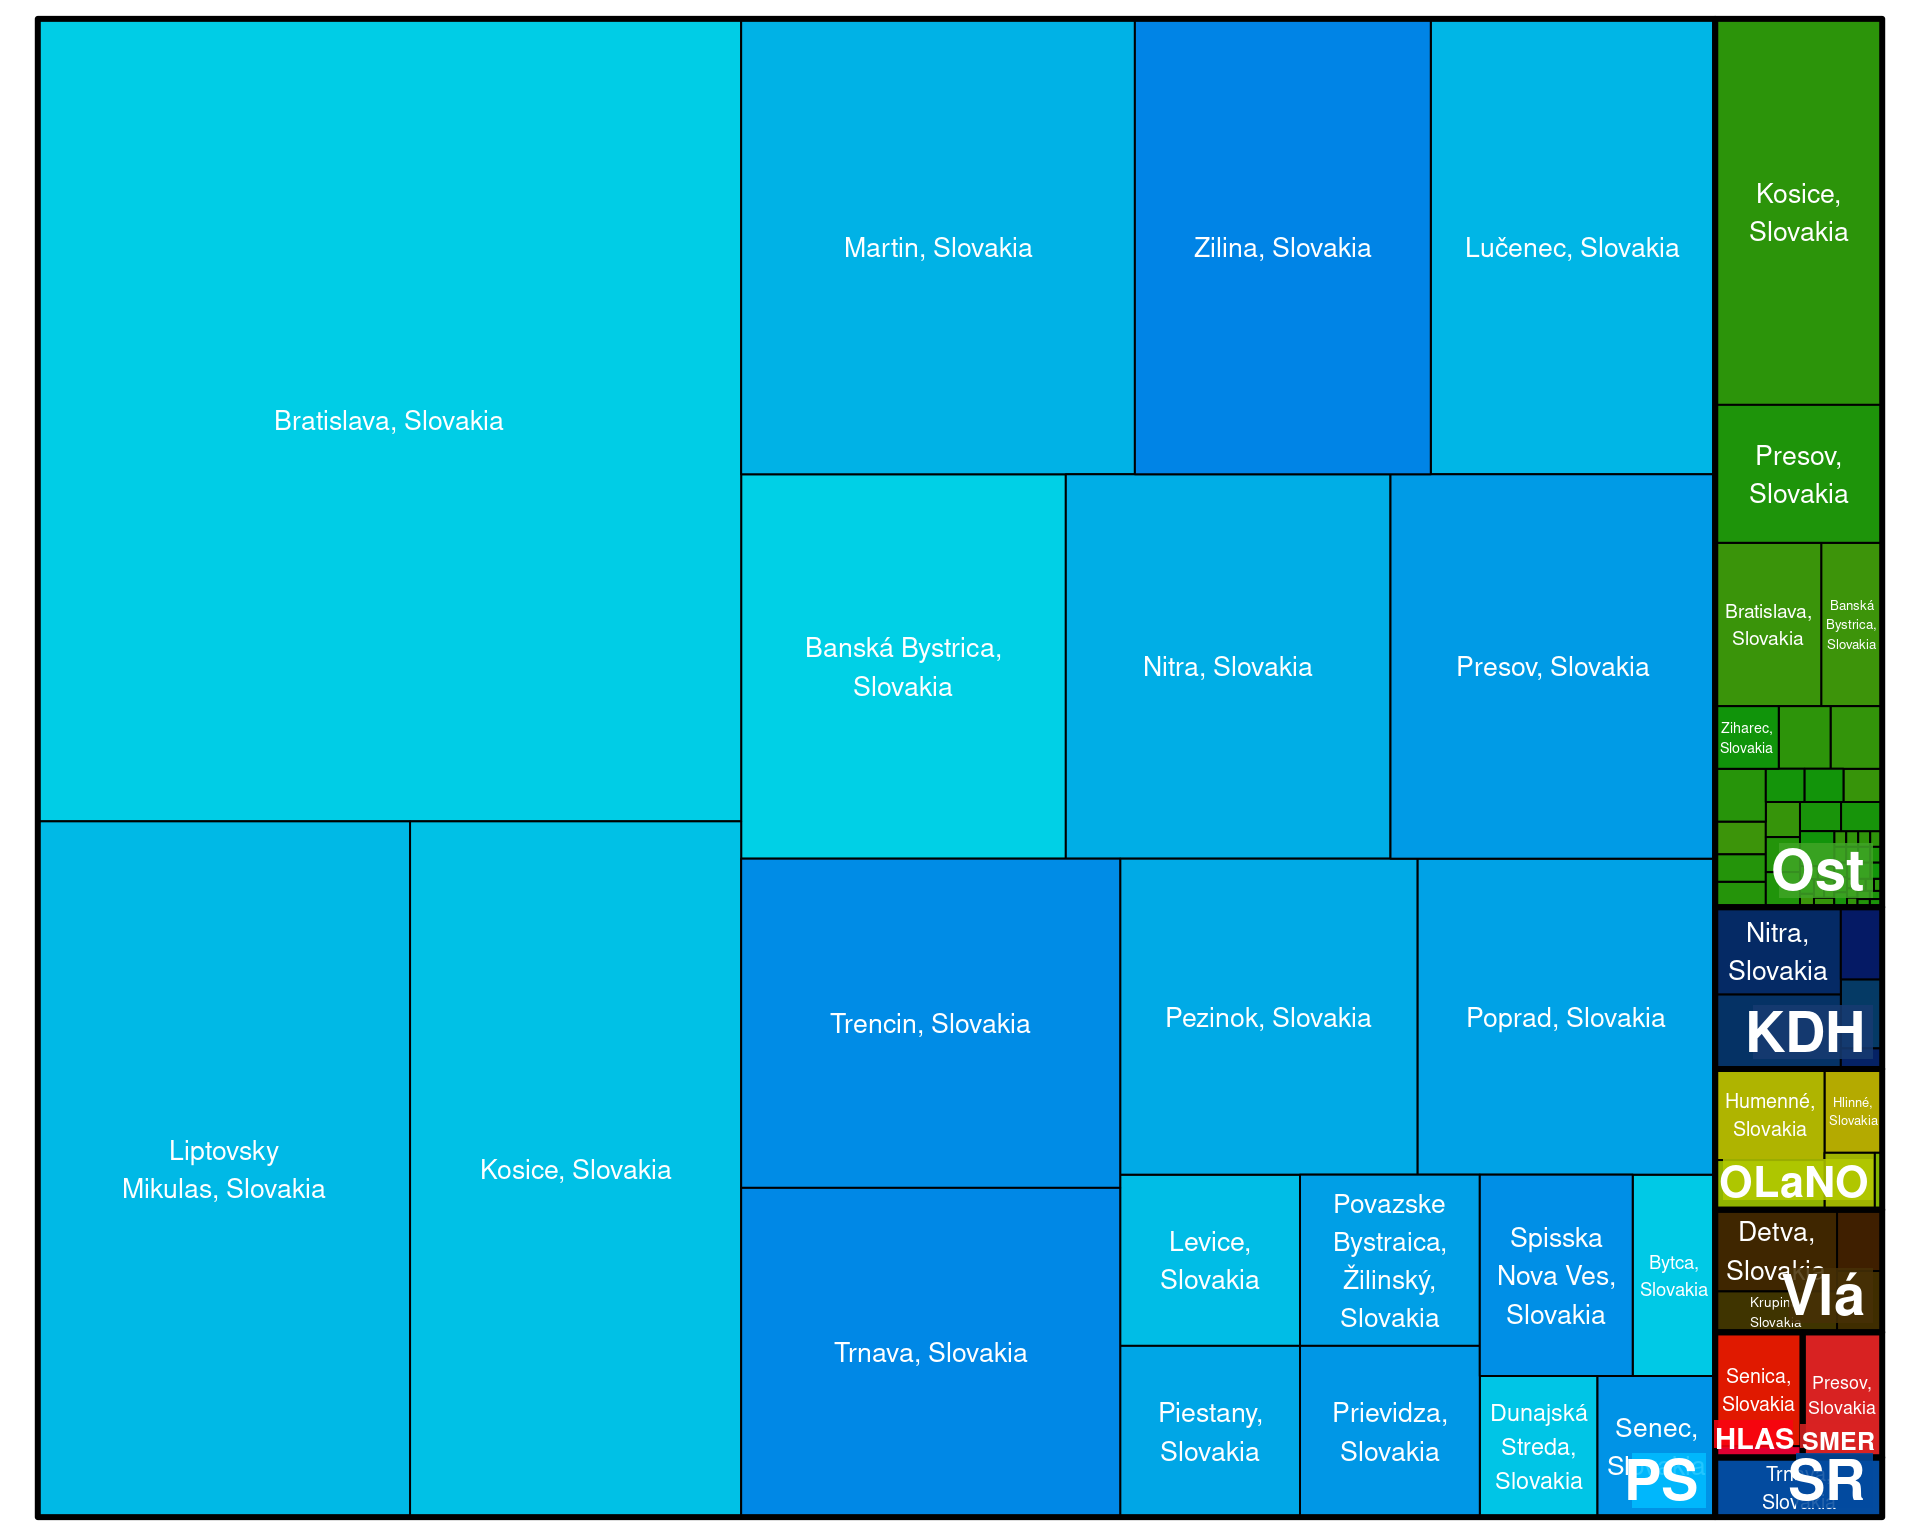 Bratislava, Slovakia
Martin, Slovakia
Zilina, Slovakia
Lučenec, Slovakia
Banská Bystrica,
Slovakia
Nitra, Slovakia
Presov, Slovakia
Liptovsky
Mikulas, Slovakia
Kosice, Slovakia
Trencin, Slovakia
Pezinok, Slovakia
Poprad, Slovakia
Trnava, Slovakia
Levice,
Slovakia
Povazske
Bystraica,
Žilinský,
Slovakia
Spisska
Nova Ves,
Slovakia
Bytca,
Slovakia
Piestany,
Slovakia
Prievidza,
Slovakia
Dunajská
Streda,
Slovakia
Senec,
Slovakia
PS
Kosice,
Slovakia
Presov,
Slovakia
Bratislava,
Slovakia
Banská
Bystrica,
Slovakia
Ziharec,
Slovakia
Ost
Nitra,
Slovakia
KDH
Humenné,
Slovakia
Hlinné,
Slovakia
OLaNO
Detva,
Slovakia
Slovakia
Vlá
Senica,
Slovakia
HLAS
Presov,
Slovakia
SMER
Slovakia
SR